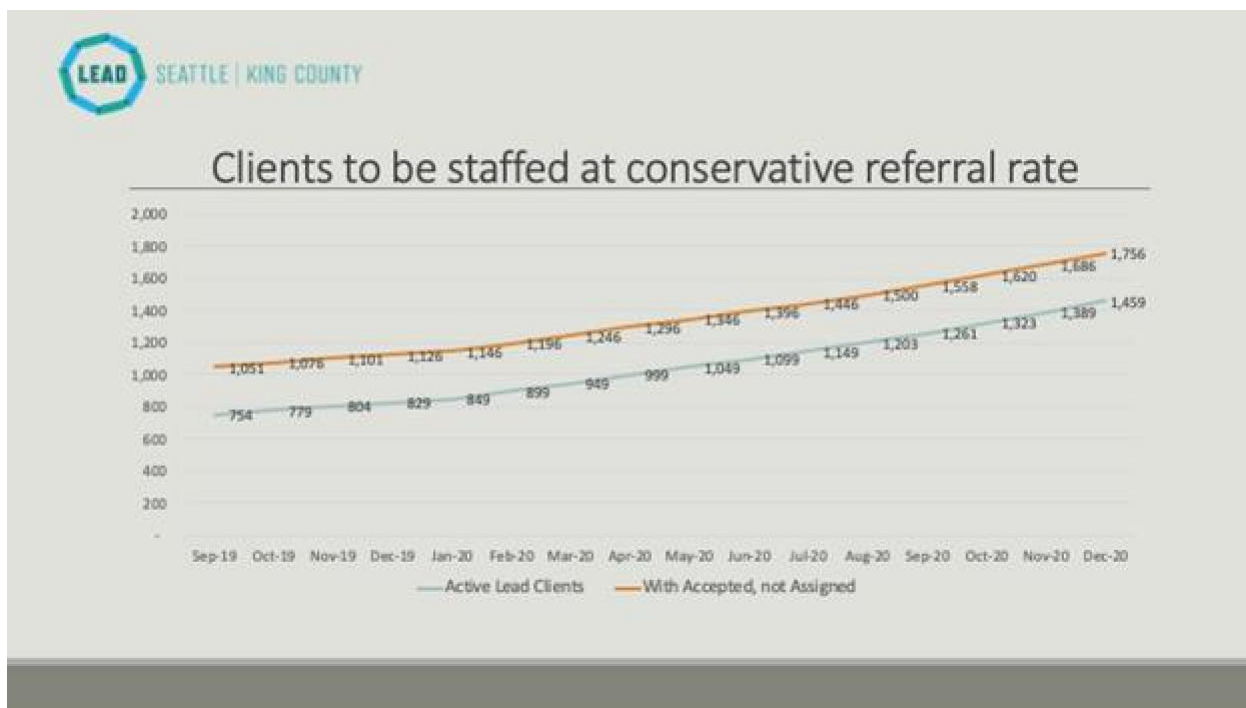 LEAD SEATTLE | KING COUNTY
Clients to be staffed at conservative referral rate
2,000
1,800
1,600
1,400
1,200
1,000
800
600
400
200
-
1,051 1,076 1,101 1,126 1,146 1,196 1,246 1,296 1,346 1,396 1,446 1,500 1,558 1,620 1,686 1,756
754 779 804 829 849 899 949 999 1,049 1,099 1,149 1,203 1,261 1,323 1,389 1,459
Sep-19 Oct-19 Nov-19 Dec-19 Jan-20 Feb-20 Mar-20 Apr-20 May-20 Jun-20 Jul-20 Aug-20 Sep-20 Oct-20 Nov-20 Dec-20
Active Lead Clients With Accepted, not Assigned